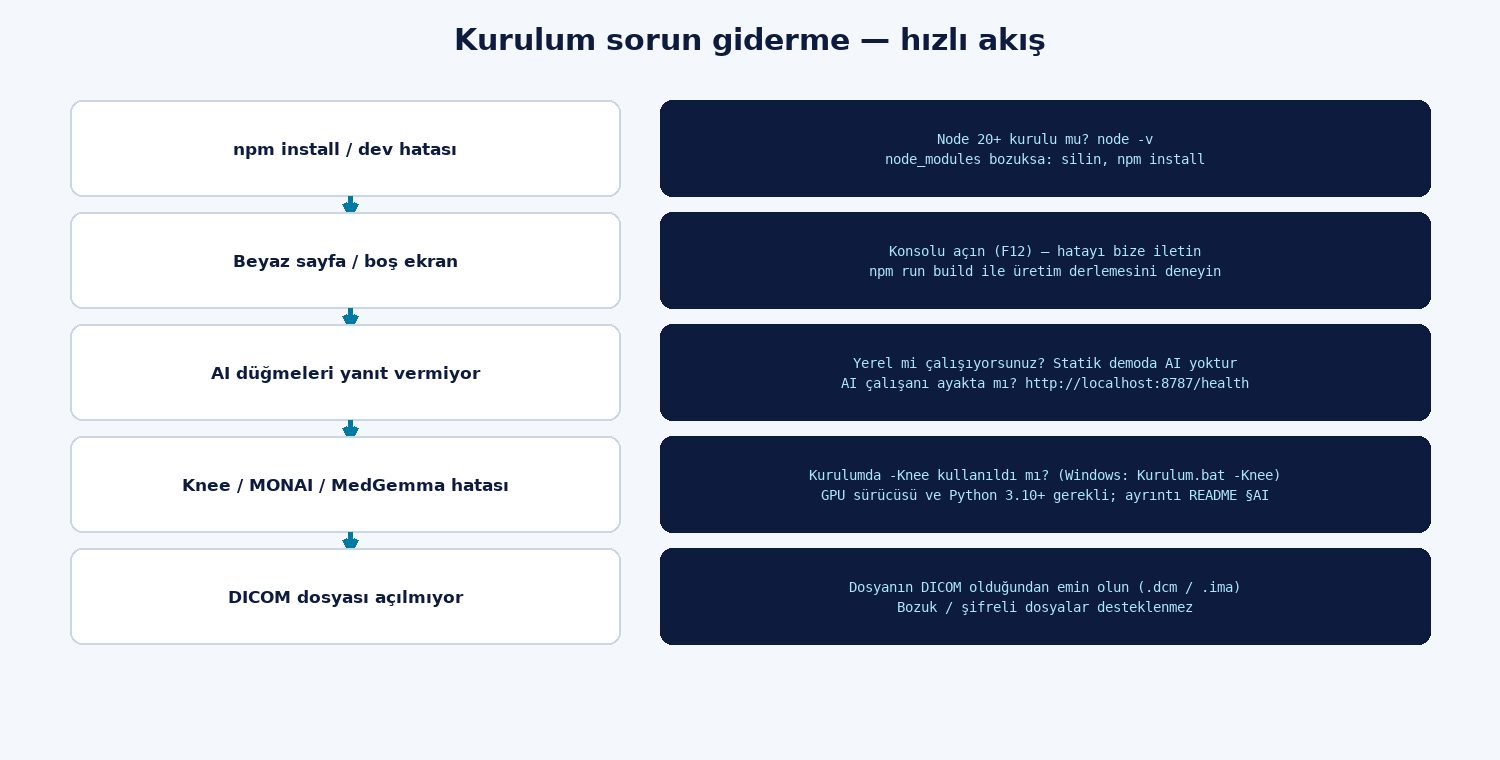 Kurulum sorun giderme — hızlı akış
npm install / dev hatası
Node 20+ kurulu mu? node -v
node_modules bozuksa: silin, npm install
Beyaz sayfa / boş ekran
Konsolu açın (F12) — hatayı bize iletin
npm run build ile üretim derlemesini deneyin
AI düğmeleri yanıt vermiyor
Yerel mi çalışıyorsunuz? Statik demoda AI yoktur
AI çalışanı ayakta mı? http://localhost:8787/health
Knee / MONAI / MedGemma hatası
Kurulumda -Knee kullanıldı mı? (Windows: Kurulum.bat -Knee)
GPU sürücüsü ve Python 3.10+ gerekli; ayrıntı README §AI
DICOM dosyası açılmıyor
Dosyanın DICOM olduğundan emin olun (.dcm / .ima)
Bozuk / şifreli dosyalar desteklenmez